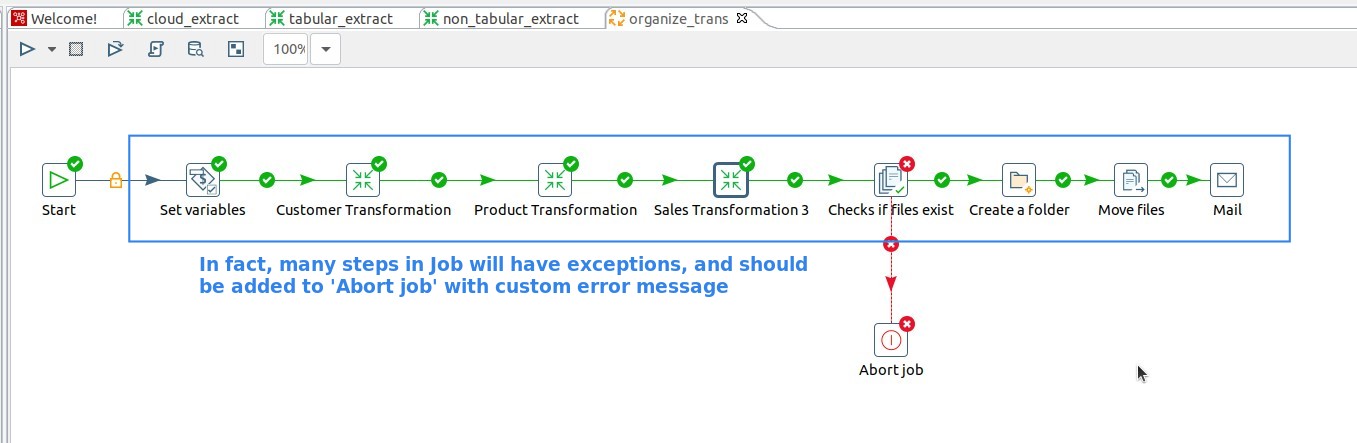 Welcome! cloud_extract tabular_extract non_tabular_extract organize_trans
100%
Start Set variables Customer Transformation Product Transformation Sales Transformation 3 Checks if files exist Create a folder Move files Mail
In fact, many steps in Job will have exceptions, and should
be added to 'Abort job' with custom error message
Abort job